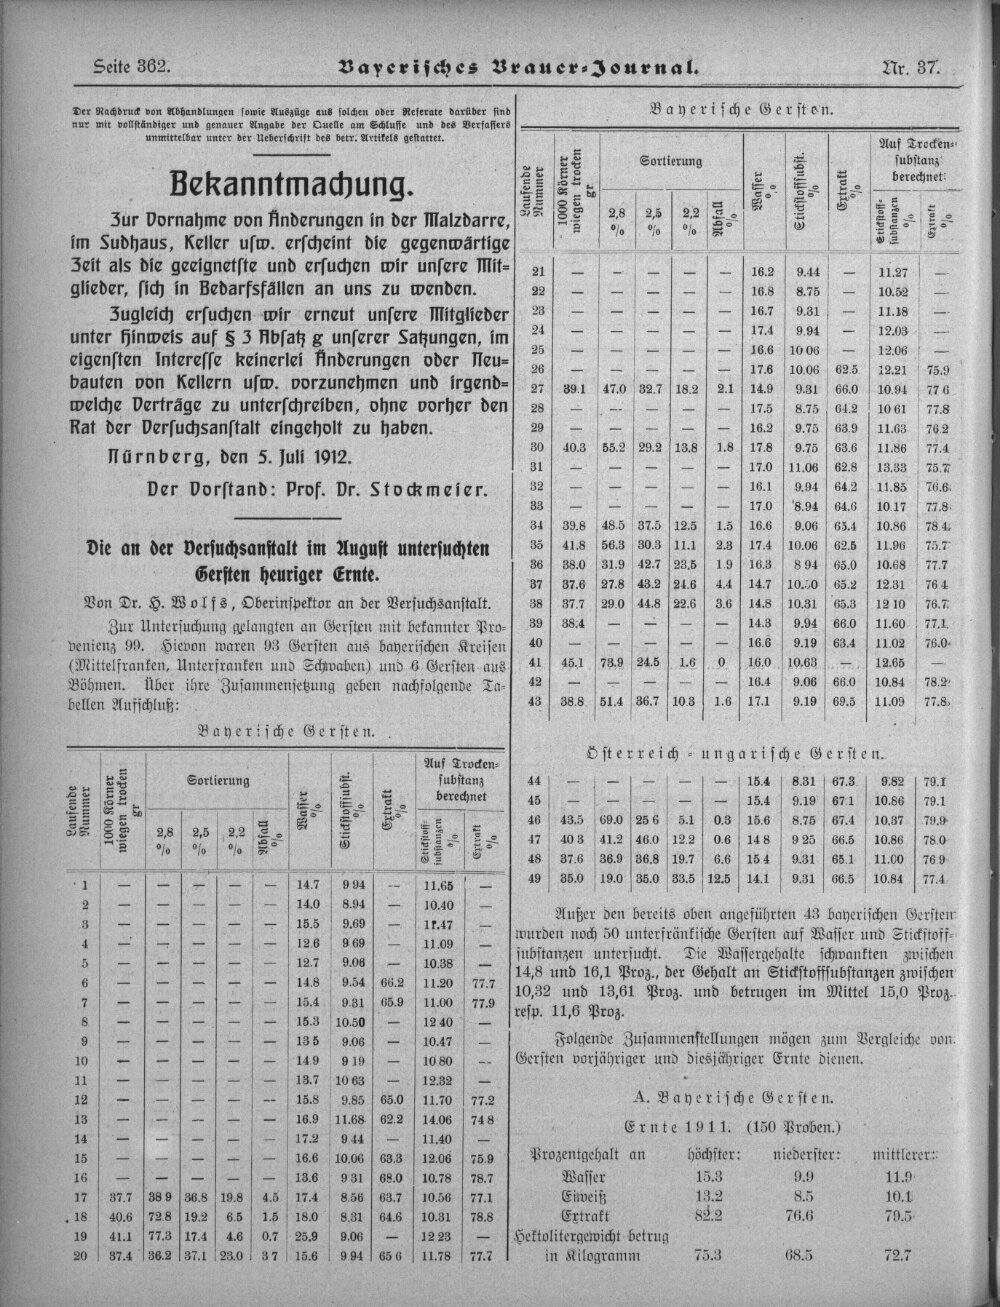 Seite 362.
Bayerisches Brauer-Journal.
Nr. 37.
Der Nachdruck von Abhandlungen sowie Auszüge aus solchen oder Referate darüber sind
nur mit vollständiger und genauer Angabe der Quelle am Schlusse und des Verfassers
unmittelbar unter der Ueberschrift des betr. Artikels gestattet.
Bekanntmachung.
Zur Vornahme von Änderungen in der Malzdarre,
im Sudhaus, Keller usw. erscheint die gegenwärtige
Zeit als die geeignetste und ersuchen wir unsere Mit-
glieder, sich in Bedarfsfällen an uns zu wenden.
Zugleich ersuchen wir erneut unsere Mitglieder
unter Hinweis auf § 3 Absatz g unserer Satzungen, im
eigensten Interesse keinerlei Änderungen oder Neu-
bauten von Kellern usw. vorzunehmen und irgend-
welche Verträge zu unterschreiben, ohne vorher den
Rat der Versuchsanstalt eingeholt zu haben.
Nürnberg, den 5. Juli 1912.
Der Vorstand: Prof. Dr. Stockmeier.
Die an der Versuchsanstalt im August untersuchten
Gersten heuriger Ernte.
Von Dr. H. Wolfs, Oberinspektor an der Versuchsanstalt.
Zur Untersuchung gelangten an Gersten mit bekannter Pro-
venienz 99. Hievon waren 93 Gersten aus bayerischen Kreisen
(Mittelfranken, Unterfranken und Schwaben) und 6 Gersten aus
Böhmen. Über ihre Zusammensetzung geben nachfolgende Ta-
bellen Aufschluß:
Bayerische Gersten.
Laufende Nummer | 1000 Körner wiegen trocken gr | Sortierung 2,8 % | 2,5 % | 2,2 % | Abfall % | Wasser % | Stickstoffsubst. % | Extrakt % | Auf Trocken-substanz berechnet Stickstoff-substanzen % | Extrakt %
1 — — — — — 14.7 9 94 — 11.65 —
2 — — — — — 14.0 8.94 — 10.40 —
3 — — — — — 15.5 9.69 — 11.47 —
4 — — — — — 12.6 9 69 — 11.09 —
5 — — — — — 12.7 9.06 — 10.38 —
6 — — — — — 14.8 9.54 66.2 11.20 77.7
7 — — — — — 15.4 9.31 65.9 11.00 77.9
8 — — — — — 15.3 10.50 — 12 40 —
9 — — — — — 13 5 9.06 — 10.47 —
10 — — — — — 14.9 9 19 — 10 80 —
11 — — — — — 13.7 10 63 — 12.32 —
12 — — — — — 15.8 9.85 65.0 11.70 77.2
13 — — — — — 16.9 11.68 62.2 14.06 74 8
14 — — — — — 17.2 9 44 — 11.40 —
15 — — — — — 16.6 10.06 63.3 12.06 75.9
16 — — — — — 13.6 9.31 68.0 10.78 78.7
17 37.7 38 9 36.8 19.8 4.5 17.4 8.56 63.7 10.56 77.1
18 40.6 72.8 19.2 6.5 1.5 18.0 8.31 64.6 10.31 78.8
19 41.1 77.3 17.4 4.6 0.7 25.9 9.06 — 12 23 —
20 37.4 36.2 37.1 23.0 3 7 15.6 9 94 65 6 11.78 77.7
Bayerische Gersten.
Laufende Nummer | 1000 Körner wiegen trocken gr | Sortierung 2,8 % | 2,5 % | 2,2 % | Abfall % | Wasser % | Stickstoffsubst. % | Extrakt % | Auf Trocken-substanz berechnet Stickstoff-substanzen % | Extrakt %
21 — — — — — 16.2 9.44 — 11.27 —
22 — — — — — 16.8 8.75 — 10.52 —
23 — — — — — 16.7 9.31 — 11.18 —
24 — — — — — 17.4 9.94 — 12.03 —
25 — — — — — 16.6 10 06 — 12.06 —
26 — — — — — 17.6 10.06 62.5 12.21 75.9
27 39.1 47.0 32.7 18.2 2.1 14.9 9.31 66.0 10.94 77 6
28 — — — — — 17.5 8.75 64.2 10 61 77.8
29 — — — — — 16.2 9.75 63.9 11.63 76.2
30 40.3 55.2 29.2 13.8 1.8 17.8 9.75 63.6 11.86 77.4
31 — — — — — 17.0 11.06 62.8 13.33 75.7
32 — — — — — 16.1 9.94 64.2 11.85 76.6
33 — — — — — 17.0 8.94 64.6 10.17 77.8
34 39.8 48.5 37.5 12.5 1.5 16.6 9.06 65.4 10.86 78 4
35 41.8 56.3 30.3 11.1 2.3 17.4 10.06 62.5 11.96 75.7
36 38.0 31.9 42.7 23.5 1.9 16.3 8 94 65.0 10.68 77.7
37 37.6 27.8 43.2 24.6 4.4 14.7 10.50 65.2 12.31 76 4
38 37.7 29.0 44.8 22.6 3.6 14.8 10.31 65.3 12 10 76.7
39 38.4 — — — — 14.3 9.94 66.0 11.60 77.1
40 — — — — — 16.6 9.19 63.4 11.02 76.0
41 45.1 73.9 24.5 1.6 0 16.0 10.63 — 12.65 —
42 — — — — — 16.4 9.06 66.0 10.84 78.2
43 38.8 51.4 36.7 10.3 1.6 17.1 9.19 69.5 11.09 77.8
Österreich-ungarische Gersten.
44 — — — — — 15.4 8.31 67.3 9.82 79.1
45 — — — — — 15.4 9.19 67.1 10.86 79.1
46 43.5 69.0 25 6 5.1 0.3 15.6 8.75 67.4 10.37 79.9
47 40 3 41.2 46.0 12.2 0.6 14 8 9 25 66.5 10.86 78.0
48 37.6 36.9 36.8 19.7 6.6 15 4 9.31 65.1 11.00 76 9
49 35.0 19.0 35.0 33.5 12.5 14.1 9.31 66.5 10.84 77.4
Außer den bereits oben angeführten 43 bayerischen Gersten
wurden noch 50 unterfränkische Gersten auf Wasser und Stickstoff-
substanzen untersucht. Die Wassergehalte schwankten zwischen
14,8 und 16,1 Proz., der Gehalt an Stickstoffsubstanzen zwischen
10,32 und 13,61 Proz. und betrugen im Mittel 15,0 Proz.
resp. 11,6 Proz.
Folgende Zusammenstellungen mögen zum Vergleiche von
Gersten vorjähriger und diesjähriger Ernte dienen.
A. Bayerische Gersten.
Ernte 1911. (150 Proben.)
Prozentgehalt an höchster: niederster: mittlerer:
Wasser 15.3 9.9 11.9
Eiweiß 13.2 8.5 10.1
Extrakt 82.2 76.6 79.5
Hektolitergewicht betrug
in Kilogramm 75.3 68.5 72.7